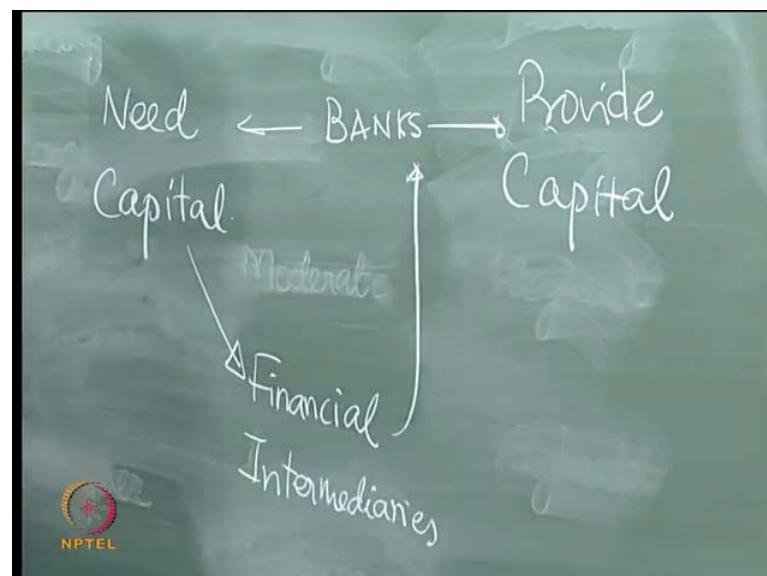 Need ← BANKS → Provide
Capital. Capital
Moderate
Financial
Intermediaries
NPTEL